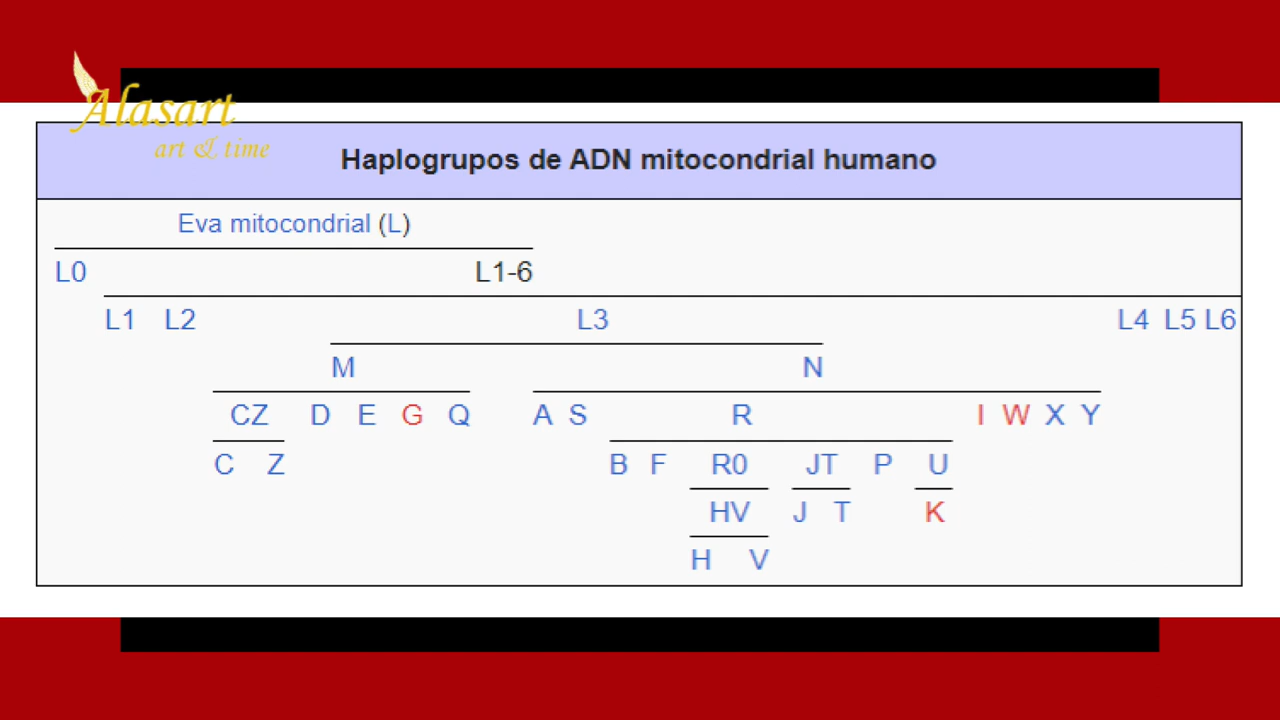 Alasart
art & time
Haplogrupos de ADN mitocondrial humano
Eva mitocondrial (L)
L0 L1-6
L1 L2 L3 L4 L5 L6
M N
CZ D E G Q A S R I W X Y
C Z B F R0 JT P U
HV J T K
H V